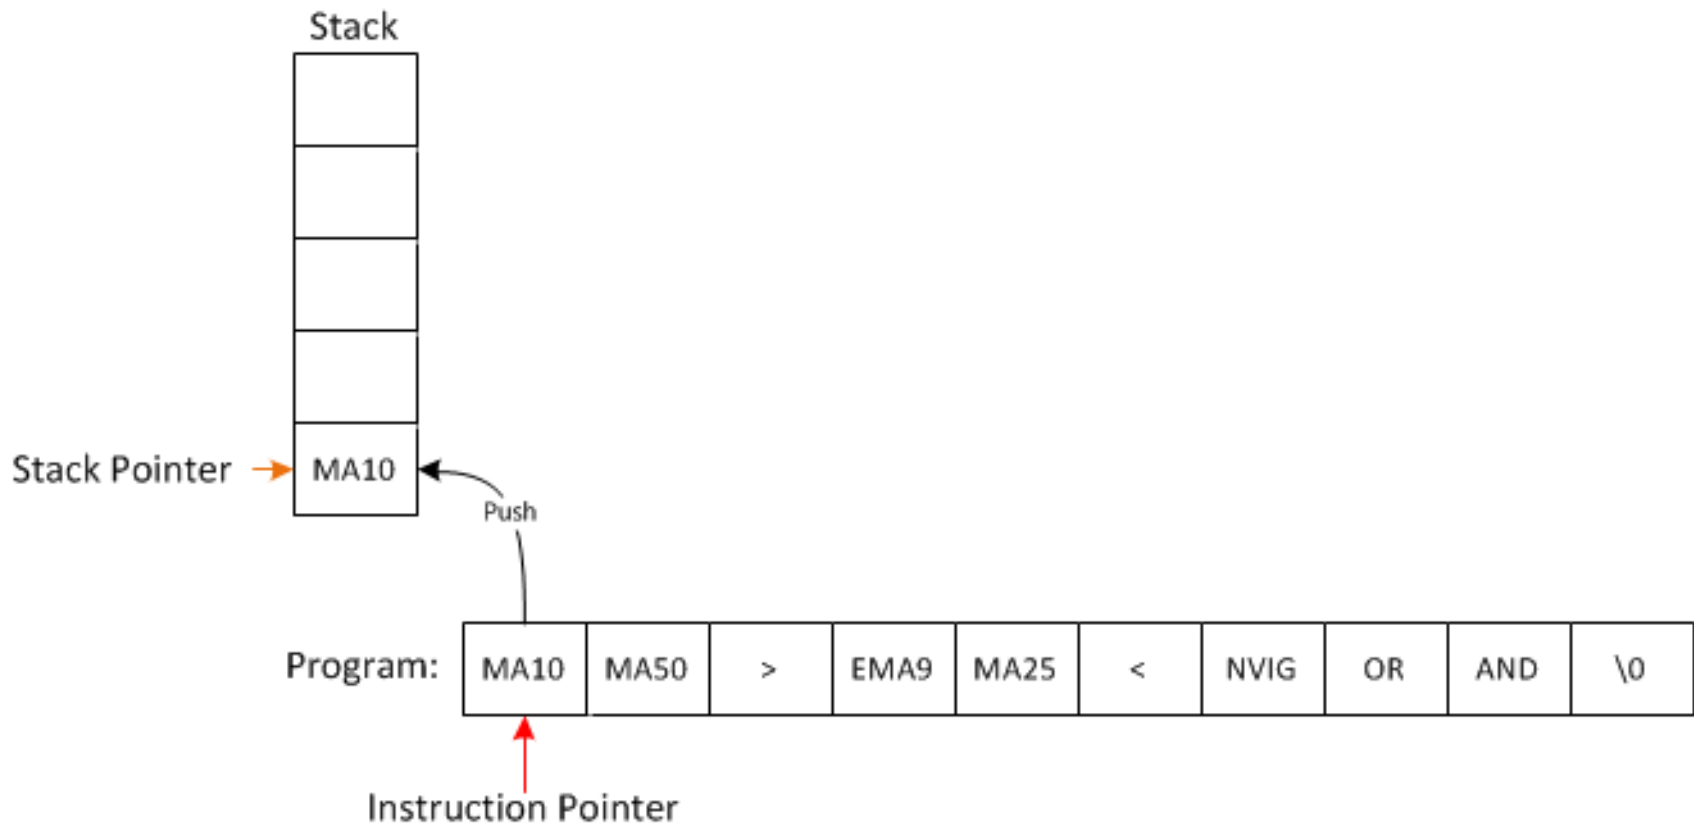 Stack
Stack Pointer
MA10
Push
Program:
MA10 MA50 > EMA9 MA25 < NVIG OR AND \0
Instruction Pointer